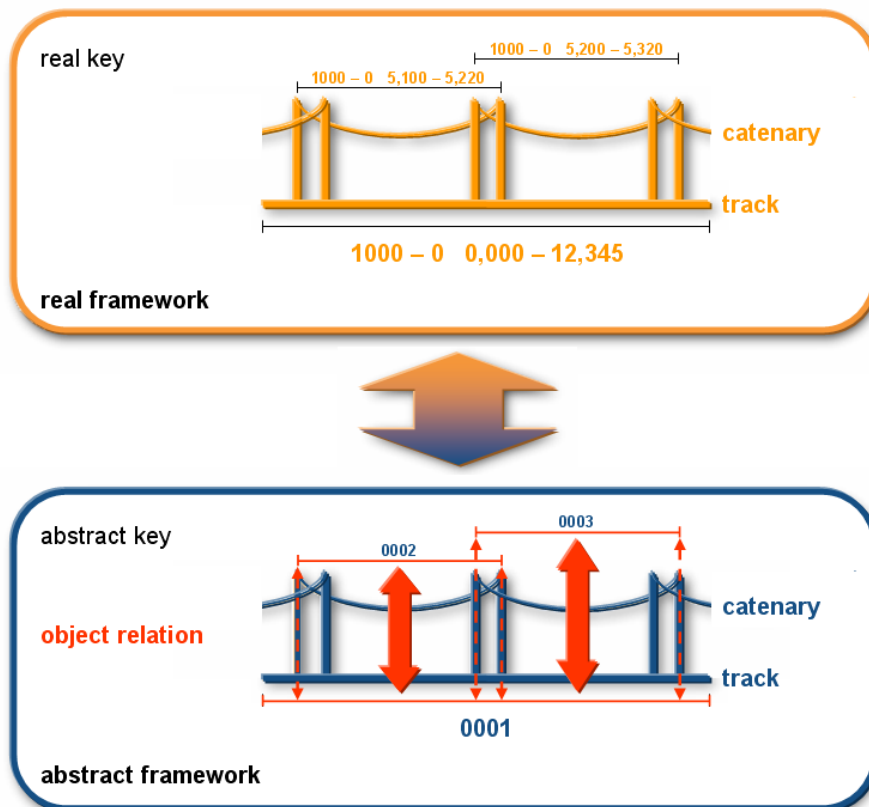 1000 – 0   5,200 – 5,320
real key
1000 – 0   5,100 – 5,220
catenary
track
1000 – 0   0,000 – 12,345
real framework
0003
abstract key
0002
catenary
object relation
track
0001
abstract framework